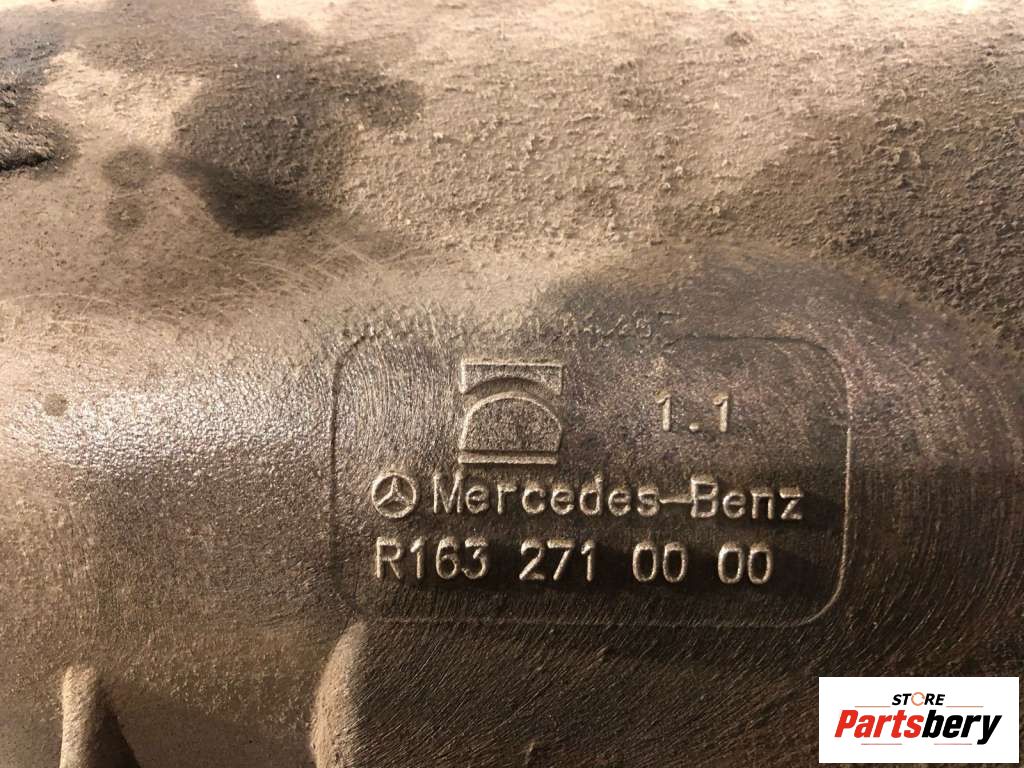 1.1
Mercedes-Benz
R163 271 00 00
STORE
Partsbery